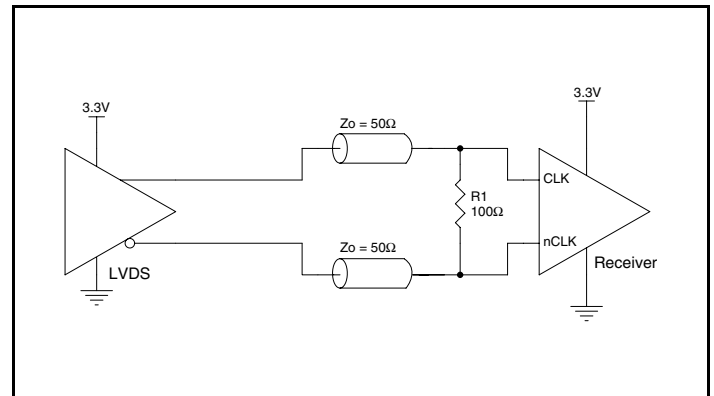 3.3V
3.3V
Zo = 50Ω
CLK
R1
100Ω
nCLK
Zo = 50Ω
LVDS
Receiver